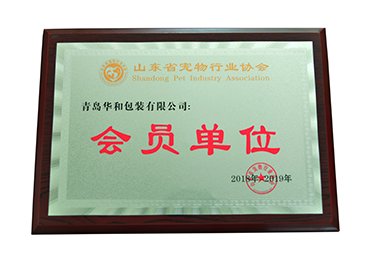 山东省宠物行业协会
Shandong Pet Industry Association
青岛华和包装有限公司:
会员单位
2018年-2019年